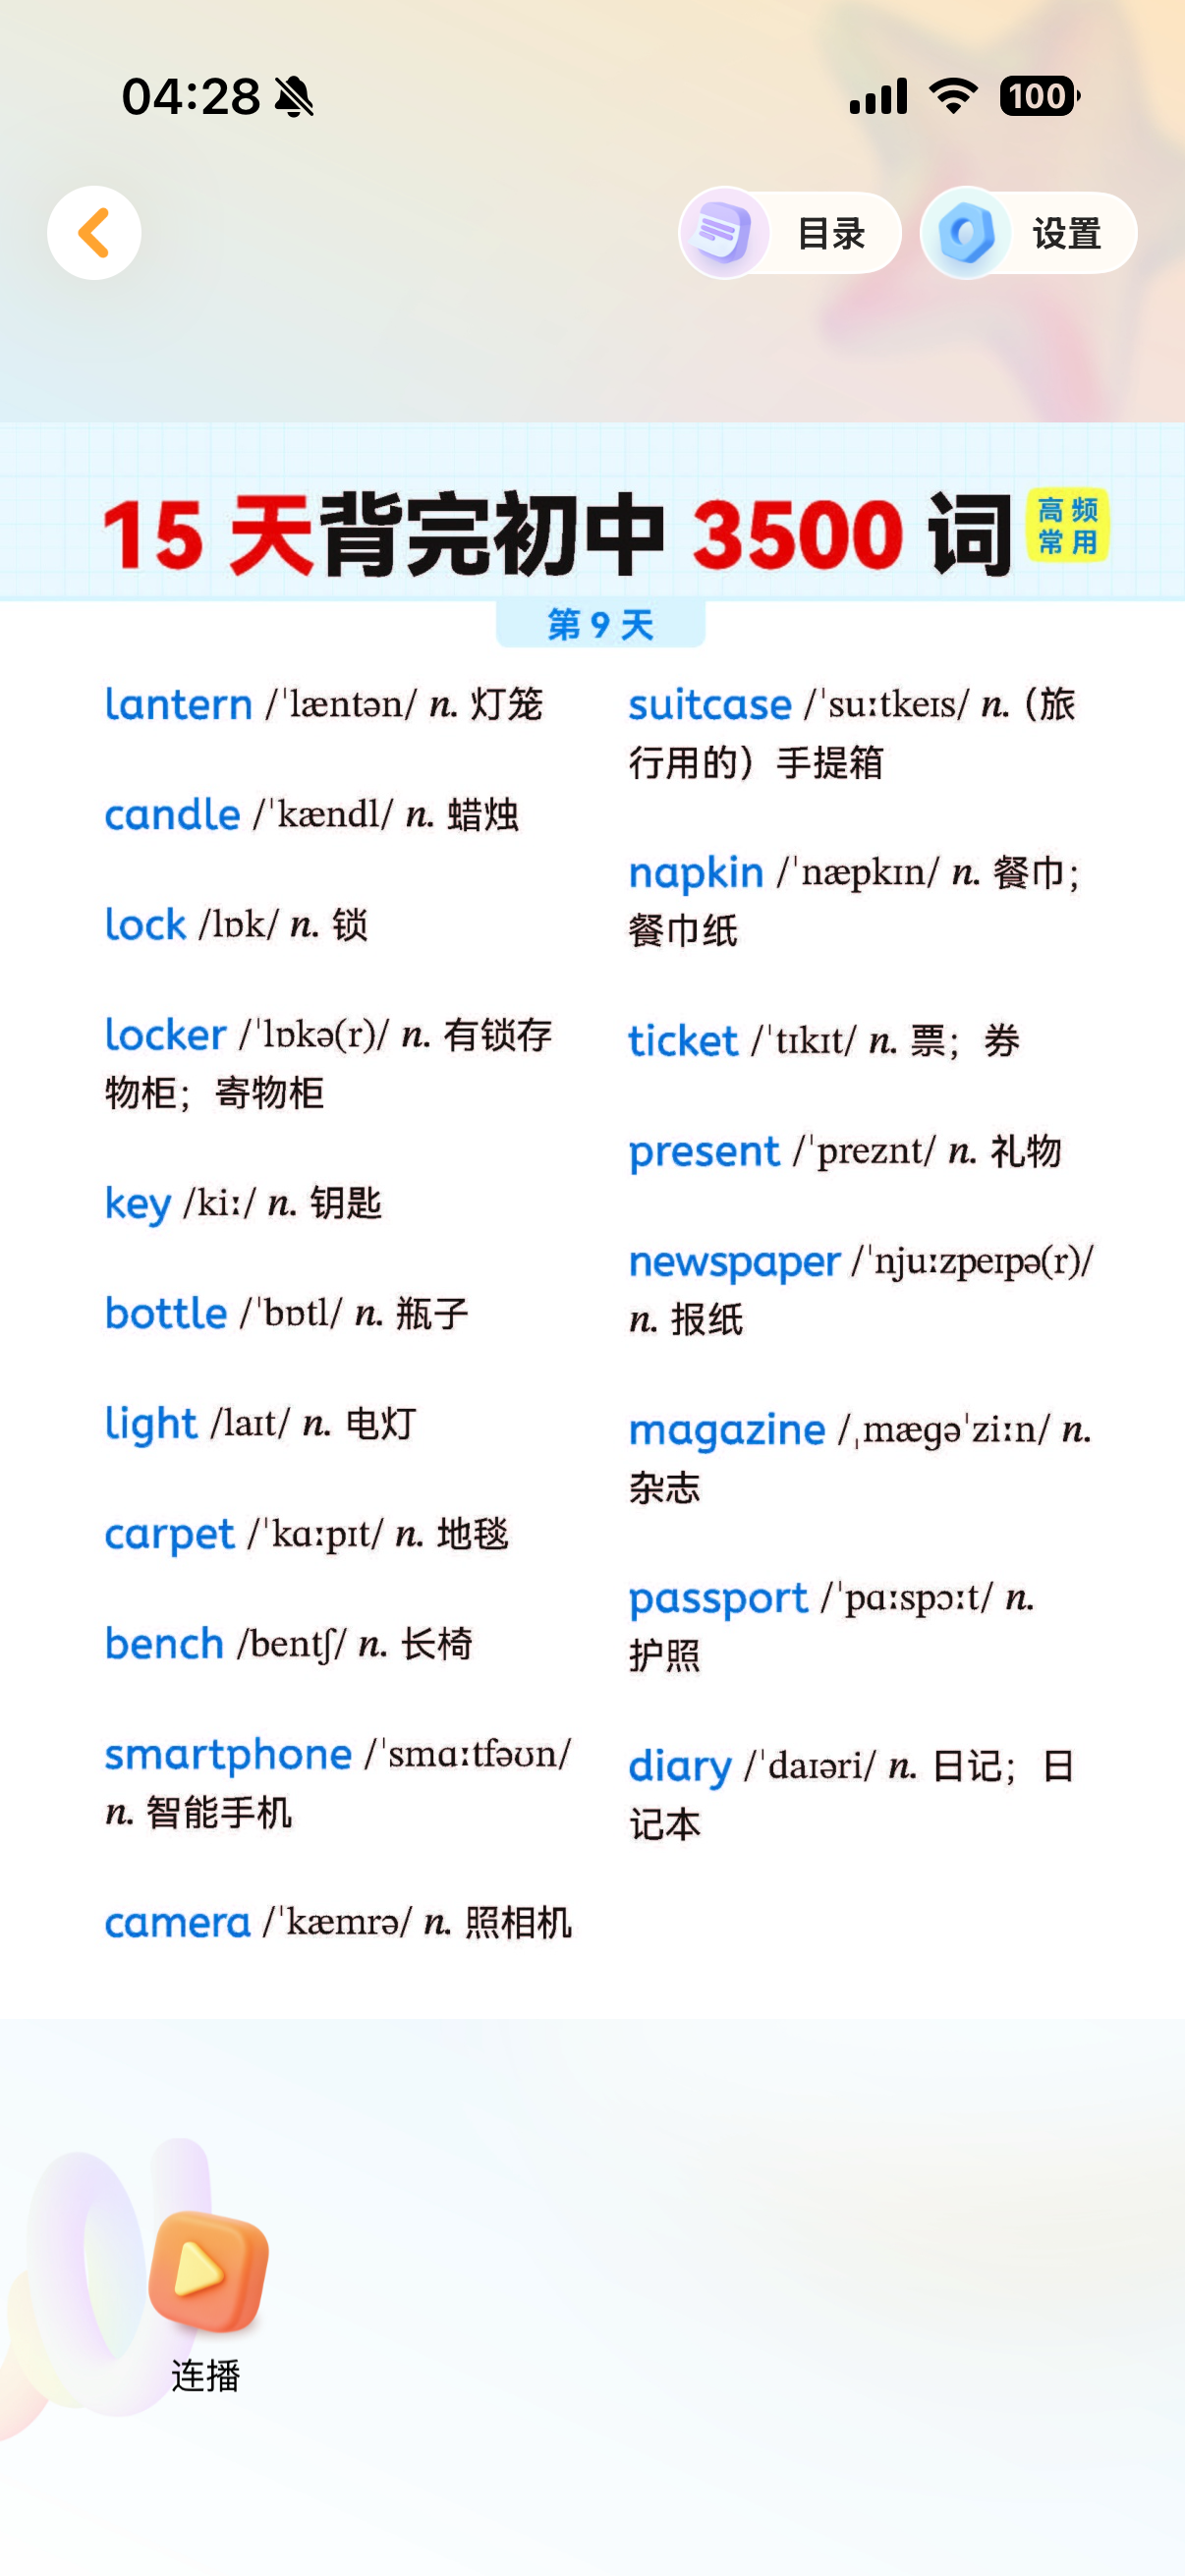 04:28
100
目录
设置
15 天背完初中 3500 词
高频
常用
第 9 天
lantern /ˈlæntən/ n. 灯笼
candle /ˈkændl/ n. 蜡烛
lock /lɒk/ n. 锁
locker /ˈlɒkə(r)/ n. 有锁存
物柜；寄物柜
key /kiː/ n. 钥匙
bottle /ˈbɒtl/ n. 瓶子
light /laɪt/ n. 电灯
carpet /ˈkɑːpɪt/ n. 地毯
bench /bentʃ/ n. 长椅
smartphone /ˈsmɑːtfəʊn/
n. 智能手机
camera /ˈkæmrə/ n. 照相机
suitcase /ˈsuːtkeɪs/ n.（旅
行用的）手提箱
napkin /ˈnæpkɪn/ n. 餐巾；
餐巾纸
ticket /ˈtɪkɪt/ n. 票；券
present /ˈpreznt/ n. 礼物
newspaper /ˈnjuːzpeɪpə(r)/
n. 报纸
magazine /ˌmægəˈziːn/ n.
杂志
passport /ˈpɑːspɔːt/ n.
护照
diary /ˈdaɪəri/ n. 日记；日
记本
连播